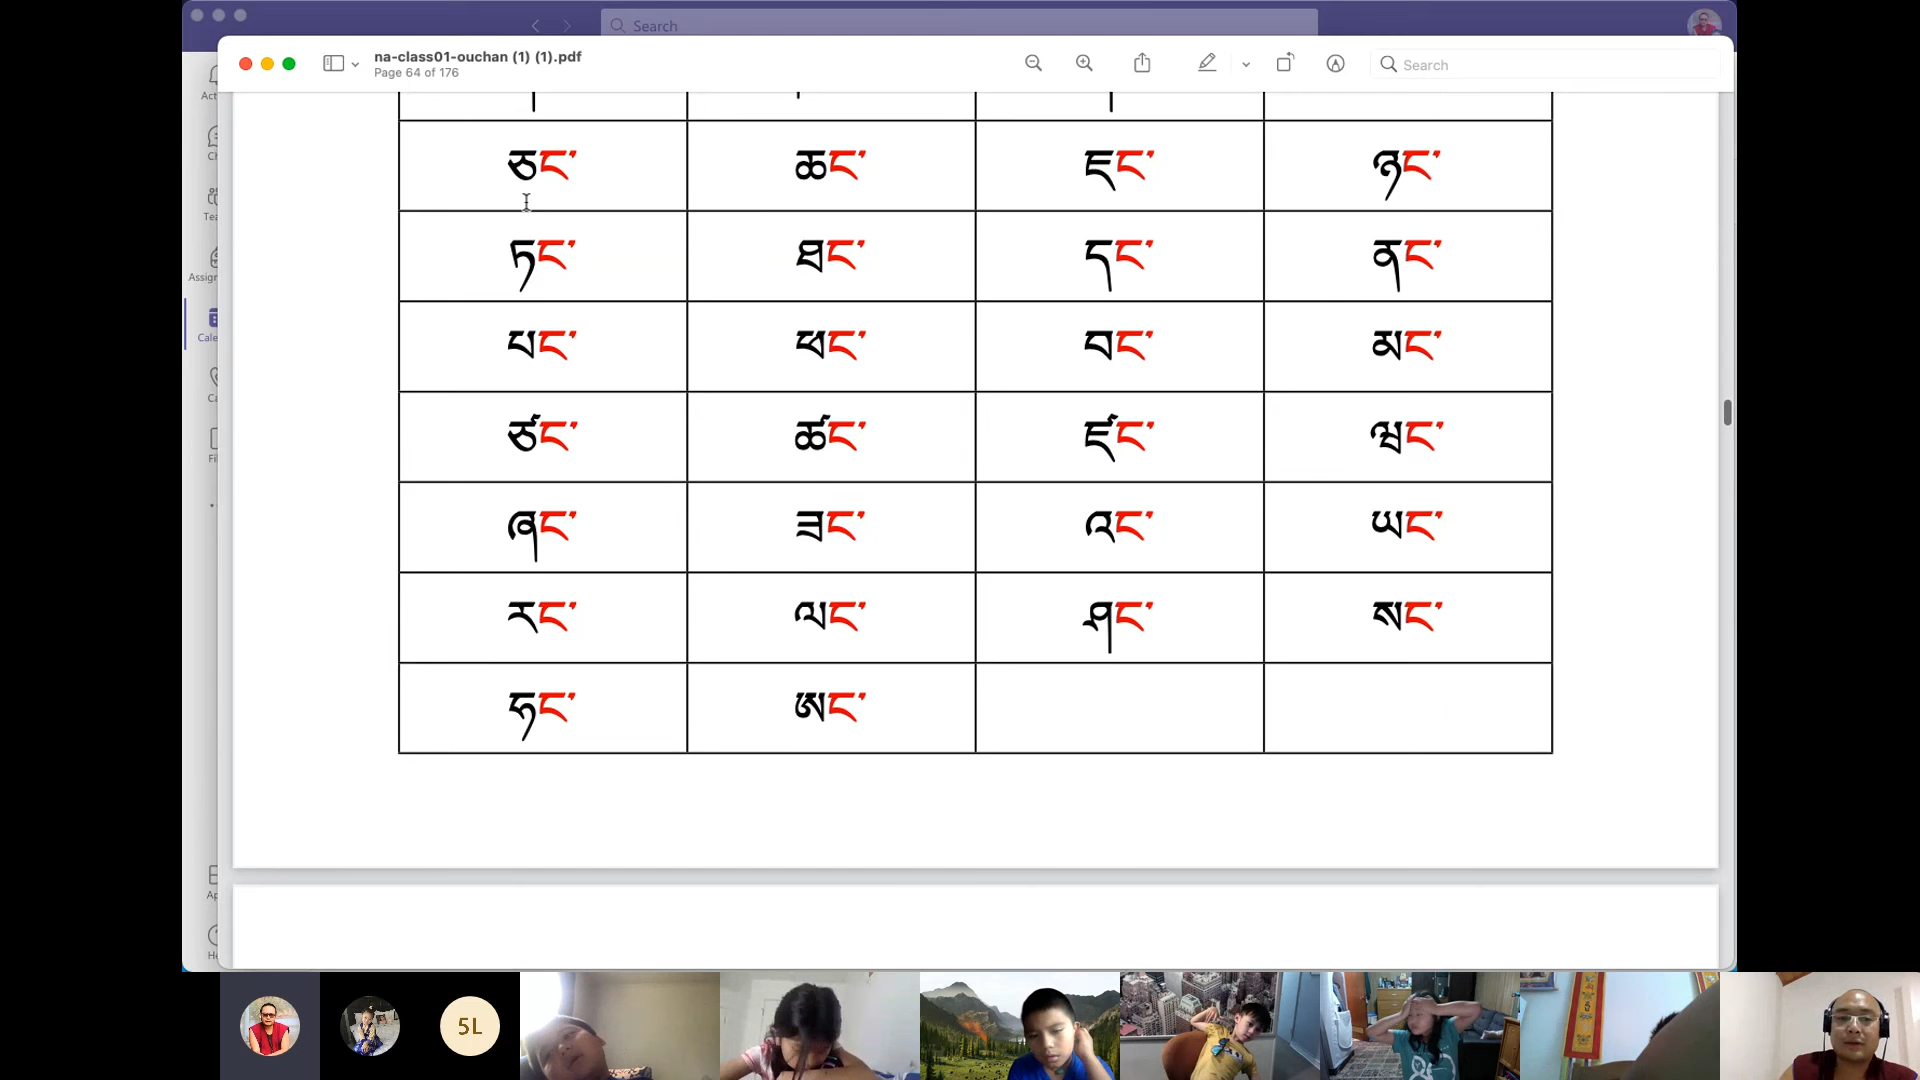 Search
na-class01-ouchan (1) (1).pdf
Page 64 of 176
Search
ཅང་ ཆང་ ཇང་ ཉང་
ཏང་ ཐང་ དང་ ནང་
པང་ ཕང་ བང་ མང་
ཙང་ ཚང་ ཛང་ ཝང་
ཞང་ ཟང་ འང་ ཡང་
རང་ ལང་ ཤང་ སང་
ཧང་ ཨང་
5L